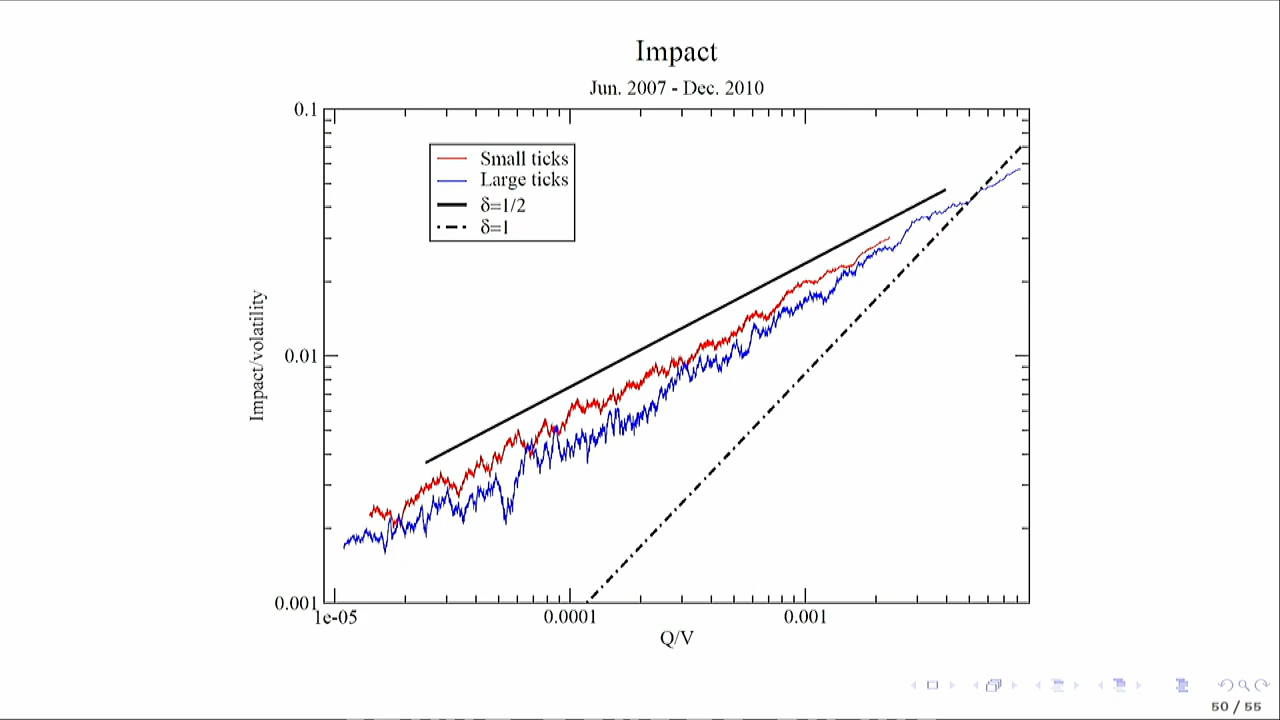 Impact
Jun. 2007 - Dec. 2010
0.1
Small ticks
Large ticks
δ=1/2
δ=1
Impact/volatility
0.01
0.001
1e-05
0.0001
0.001
Q/V
50 / 55